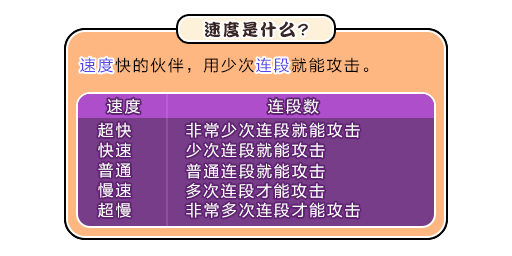 速度是什么?
速度快的伙伴，用少次连段就能攻击。
速度 连段数
超快 非常少次连段就能攻击
快速 少次连段就能攻击
普通 普通连段就能攻击
慢速 多次连段才能攻击
超慢 非常多次连段才能攻击